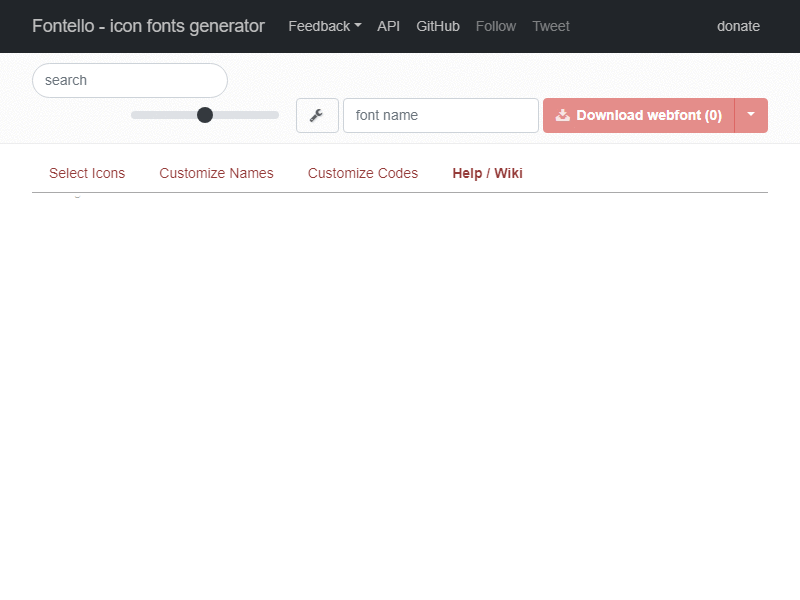 Fontello - icon fonts generator Feedback API GitHub Follow Tweet donate
search
font name Download webfont (0)
Select Icons Customize Names Customize Codes Help / Wiki